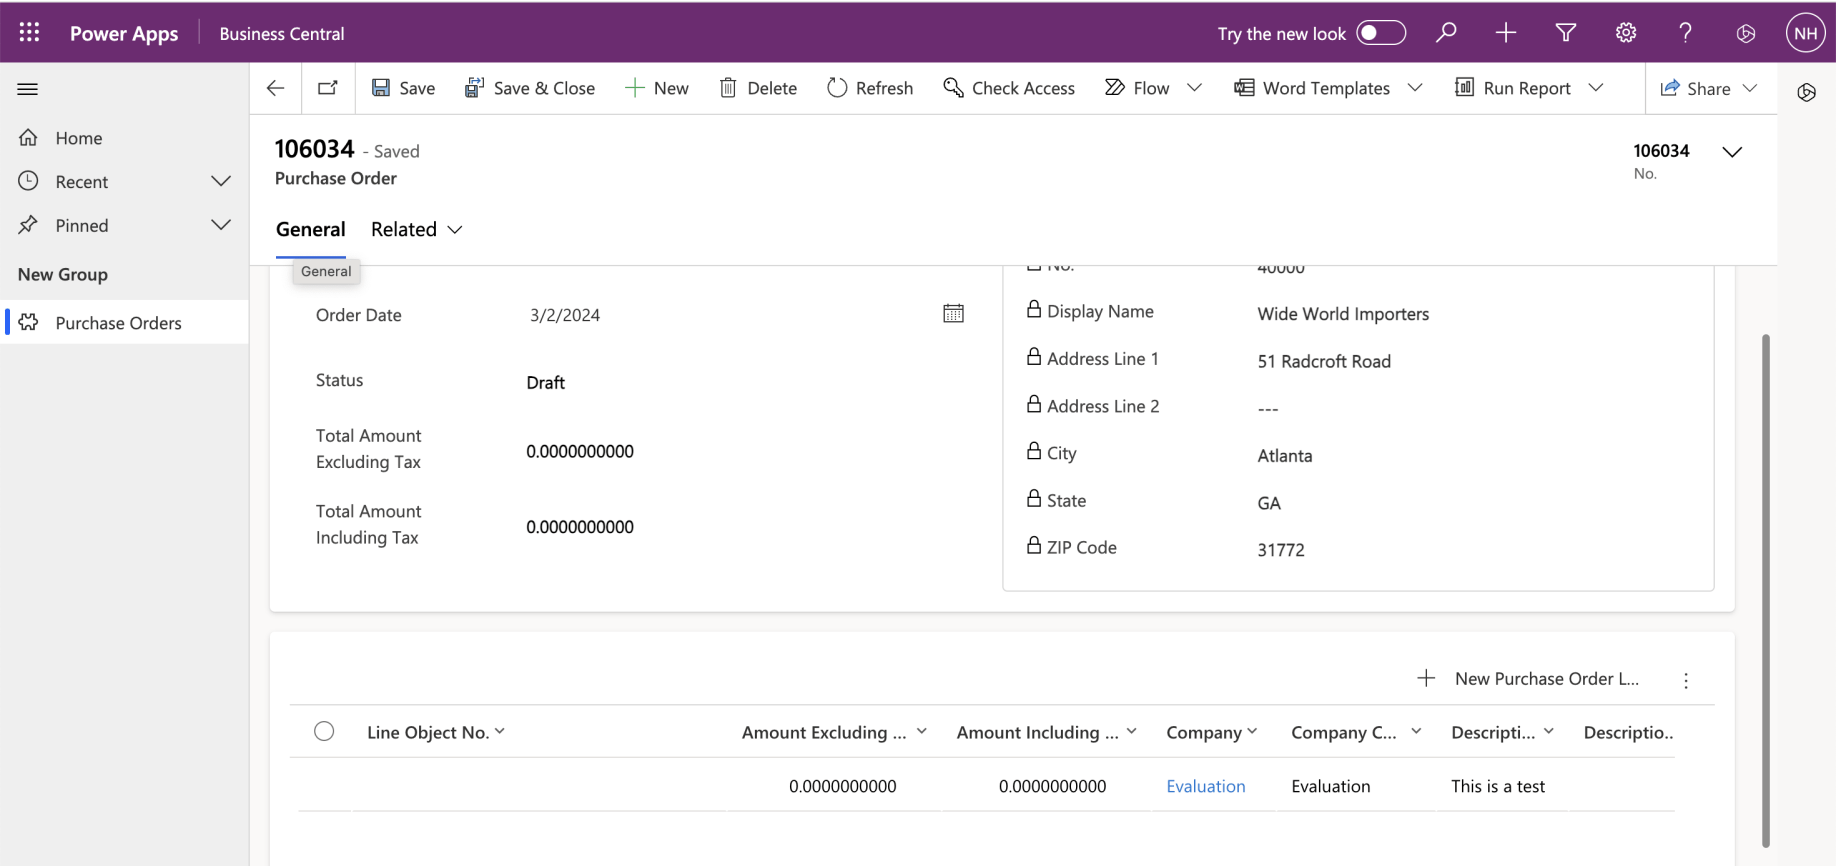 Power Apps Business Central Try the new look NH
Save Save & Close New Delete Refresh Check Access Flow Word Templates Run Report Share
Home
Recent
Pinned
New Group
Purchase Orders
106034 - Saved
Purchase Order
106034
No.
General Related
General
Order Date 3/2/2024
Status Draft
Total Amount
Excluding Tax
0.0000000000
Total Amount
Including Tax
0.0000000000
No. 40000
Display Name Wide World Importers
Address Line 1 51 Radcroft Road
Address Line 2 ---
City Atlanta
State GA
ZIP Code 31772
New Purchase Order L...
Line Object No. Amount Excluding ... Amount Including ... Company Company C... Descripti... Descriptio..
0.0000000000 0.0000000000 Evaluation Evaluation This is a test